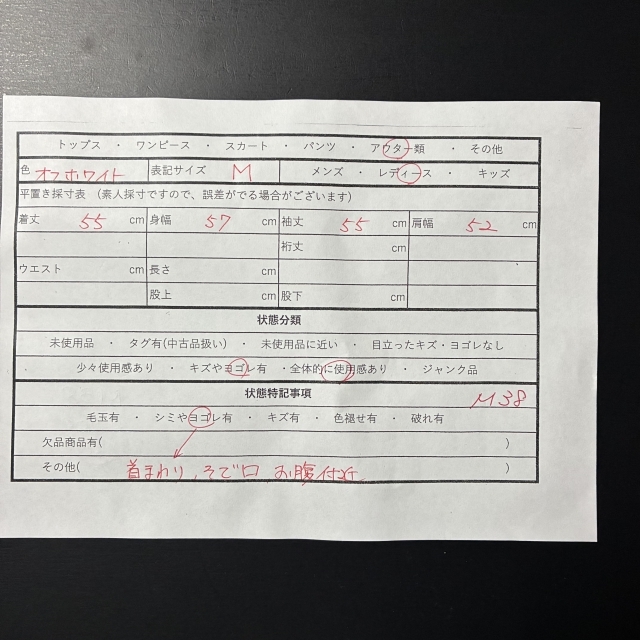 トップス ・ ワンピース ・ スカート ・ パンツ ・ アウター類 ・ その他
色 オフホワイト 表記サイズ M メンズ ・ レディース ・ キッズ
平置き採寸表 (素人採寸ですので、誤差がでる場合がございます)
着丈 55 cm 身幅 57 cm 袖丈 55 cm 肩幅 52 cm
裄丈 cm
ウエスト cm 長さ cm
股上 cm 股下 cm
状態分類
未使用品 ・ タグ有(中古品扱い) ・ 未使用品に近い ・ 目立ったキズ・ヨゴレなし
少々使用感あり ・ キズやヨゴレ有 ・全体的に使用感あり ・ ジャンク品
状態特記事項 M38
毛玉有 ・ シミやヨゴレ有 ・ キズ有 ・ 色褪せ有 ・ 破れ有
欠品商品有( )
その他( 首まわり、そで口 お腹付近 )